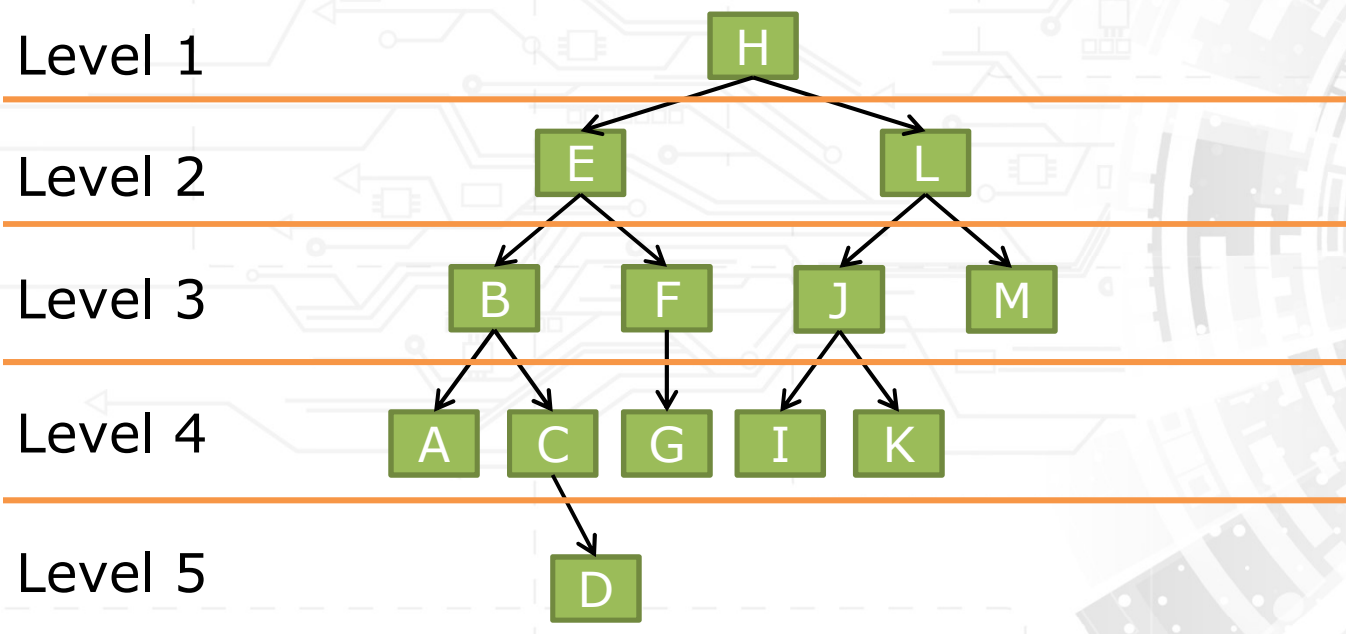 Level 1
H
Level 2
E L
Level 3
B F J M
Level 4
A C G I K
Level 5
D